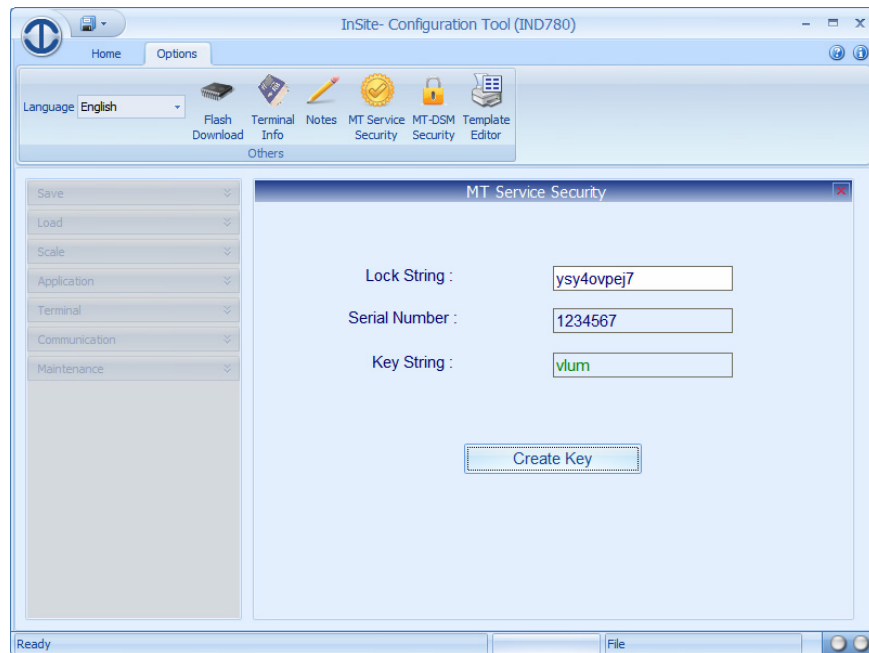 InSite- Configuration Tool (IND780)
Home Options
Language English
Flash Download
Terminal Info
Notes
MT Service Security
MT-DSM Security
Template Editor
Others
Save
Load
Scale
Application
Terminal
Communication
Maintenance
MT Service Security
Lock String : ysy4ovpej7
Serial Number : 1234567
Key String : vlum
Create Key
Ready File